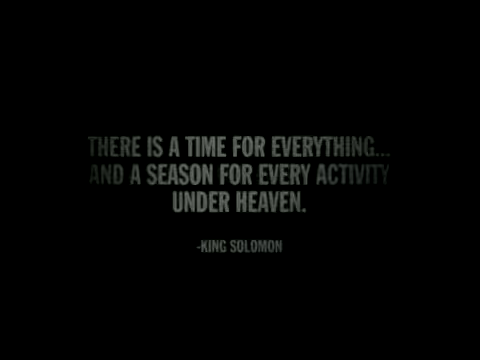 THERE IS A TIME FOR EVERYTHING...
AND A SEASON FOR EVERY ACTIVITY
UNDER HEAVEN.
-KING SOLOMON